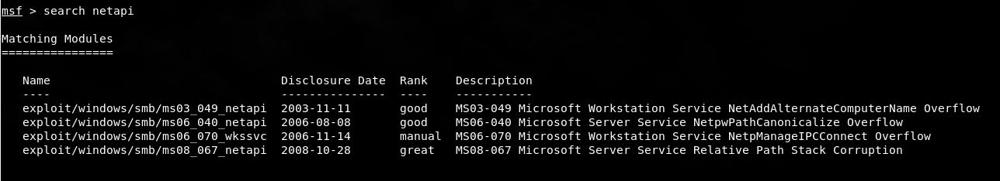 msf > search netapi
Matching Modules
================
Name Disclosure Date Rank Description
---- --------------- ---- -----------
exploit/windows/smb/ms03_049_netapi 2003-11-11 good MS03-049 Microsoft Workstation Service NetAddAlternateComputerName Overflow
exploit/windows/smb/ms06_040_netapi 2006-08-08 good MS06-040 Microsoft Server Service NetpwPathCanonicalize Overflow
exploit/windows/smb/ms06_070_wkssvc 2006-11-14 manual MS06-070 Microsoft Workstation Service NetpManageIPCConnect Overflow
exploit/windows/smb/ms08_067_netapi 2008-10-28 great MS08-067 Microsoft Server Service Relative Path Stack Corruption